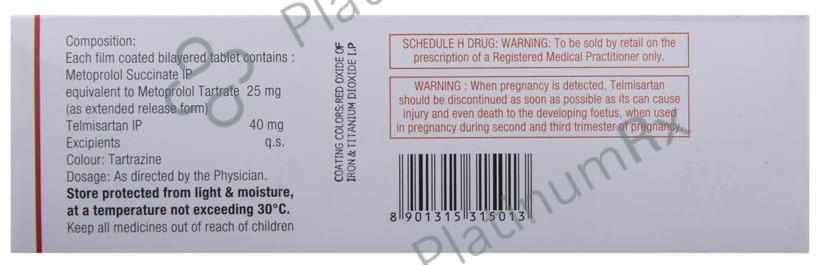 Composition:
Each film coated bilayered tablet contains :
Metoprolol Succinate IP
equivalent to Metoprolol Tartrate 25 mg
(as extended release form)
Telmisartan IP 40 mg
Excipients q.s.
Colour: Tartrazine
Dosage: As directed by the Physician.
Store protected from light & moisture,
at a temperature not exceeding 30°C.
Keep all medicines out of reach of children
COATING COLORS:RED OXIDE OF
IRON & TITANIUM DIOXIDE I.P
SCHEDULE H DRUG: WARNING: To be sold by retail on the
prescription of a Registered Medical Practitioner only.
WARNING : When pregnancy is detected, Telmisartan
should be discontinued as soon as possible as its can cause
injury and even death to the developing foetus, when used
in pregnancy during second and third trimester of pregnancy.
8 901315 315013
PlatinumRx
PlatinumRx